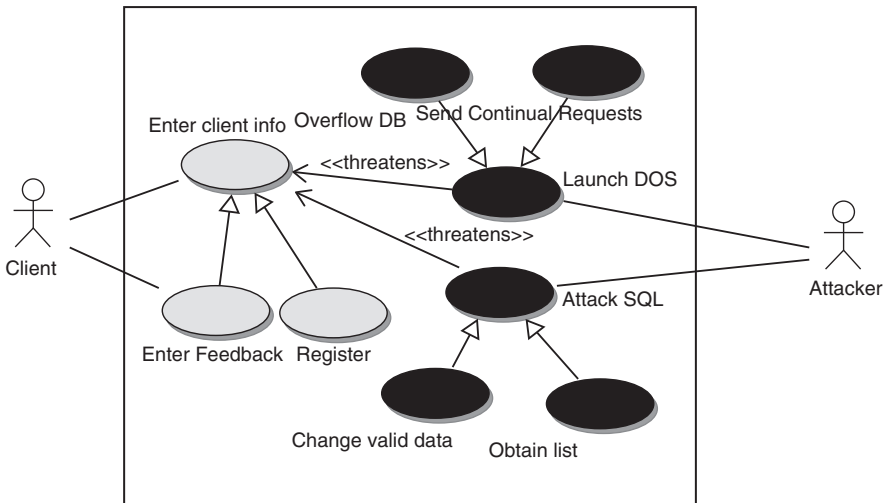 Enter client info
Overflow DB
Send Continual Requests
<<threatens>>
Launch DOS
<<threatens>>
Client
Attack SQL
Attacker
Enter Feedback
Register
Change valid data
Obtain list